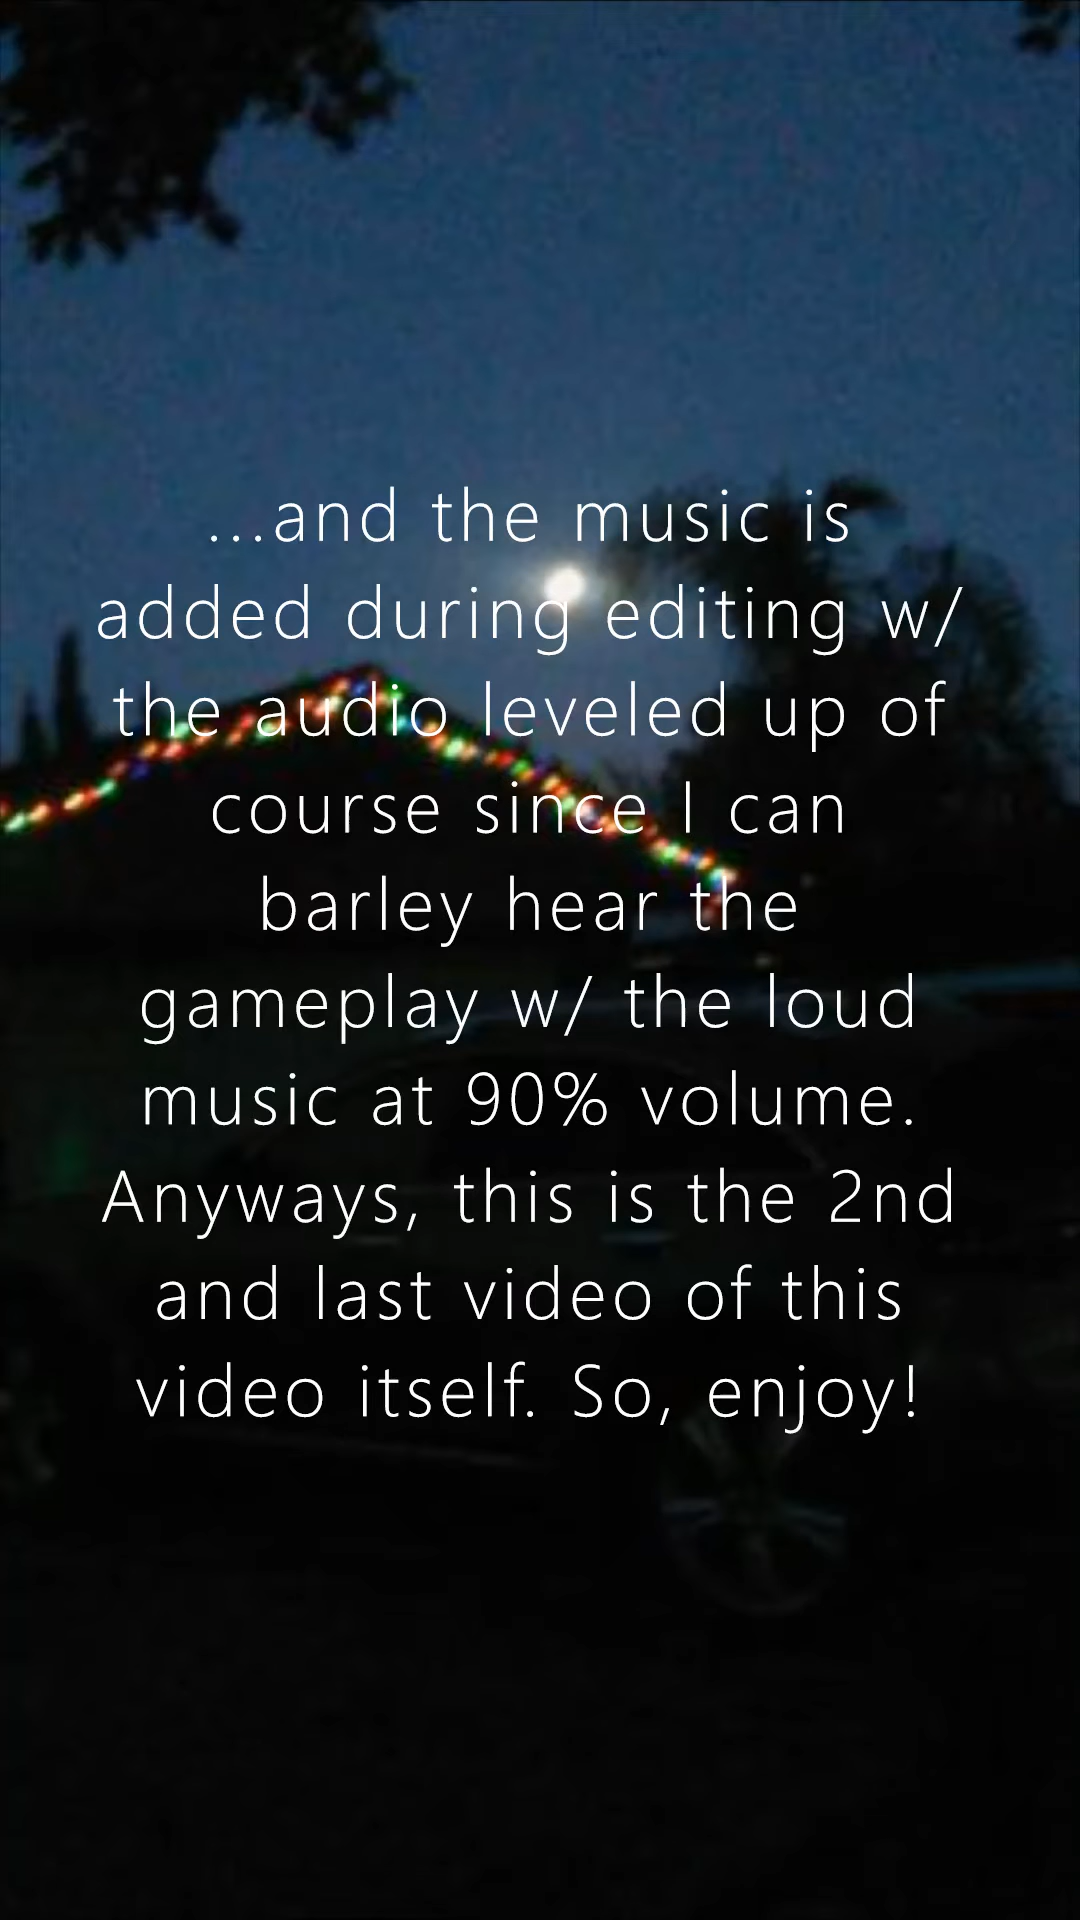 ...and the music is
added during editing w/
the audio leveled up of
course since I can
barley hear the
gameplay w/ the loud
music at 90% volume.
Anyways, this is the 2nd
and last video of this
video itself. So, enjoy!